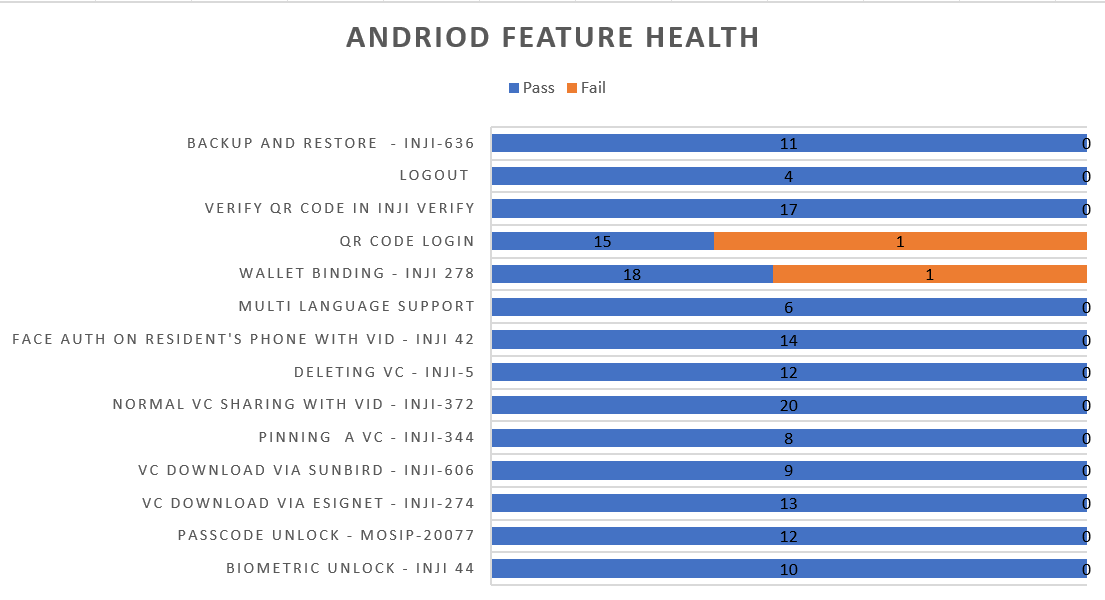 ANDRIOD FEATURE HEALTH
Pass Fail
BACKUP AND RESTORE - INJI-636 11 0
LOGOUT 4 0
VERIFY QR CODE IN INJI VERIFY 17 0
QR CODE LOGIN 15 1
WALLET BINDING - INJI 278 18 1
MULTI LANGUAGE SUPPORT 6 0
FACE AUTH ON RESIDENT'S PHONE WITH VID - INJI 42 14 0
DELETING VC - INJI-5 12 0
NORMAL VC SHARING WITH VID - INJI-372 20 0
PINNING A VC - INJI-344 8 0
VC DOWNLOAD VIA SUNBIRD - INJI-606 9 0
VC DOWNLOAD VIA ESIGNET - INJI-274 13 0
PASSCODE UNLOCK - MOSIP-20077 12 0
BIOMETRIC UNLOCK - INJI 44 10 0